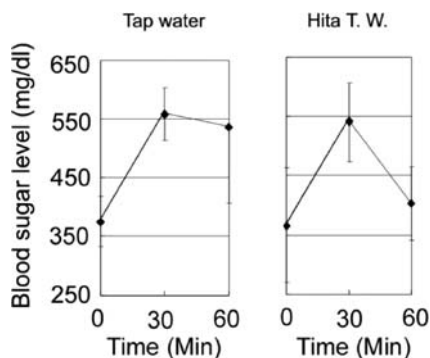 Tap water
Hita T. W.
Blood sugar level (mg/dl)
650
550
450
350
250
0 30 60
0 30 60
Time (Min)
Time (Min)